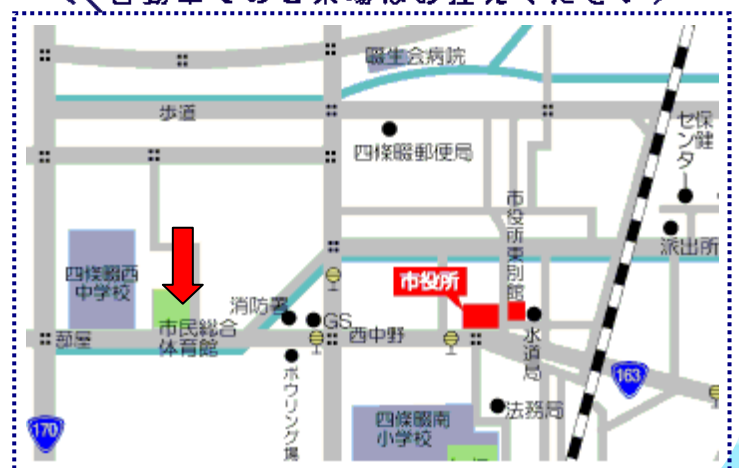 自動車でのご来場はお控えください
畷生会病院
歩道
四條畷郵便局
保健
センター
市役所東別館
派出所
四條畷西
中学校
市役所
消防署
GS
市民総合
体育館
蔀屋
西中野
水道局
163
ボウリング場
四條畷南
小学校
法務局
170